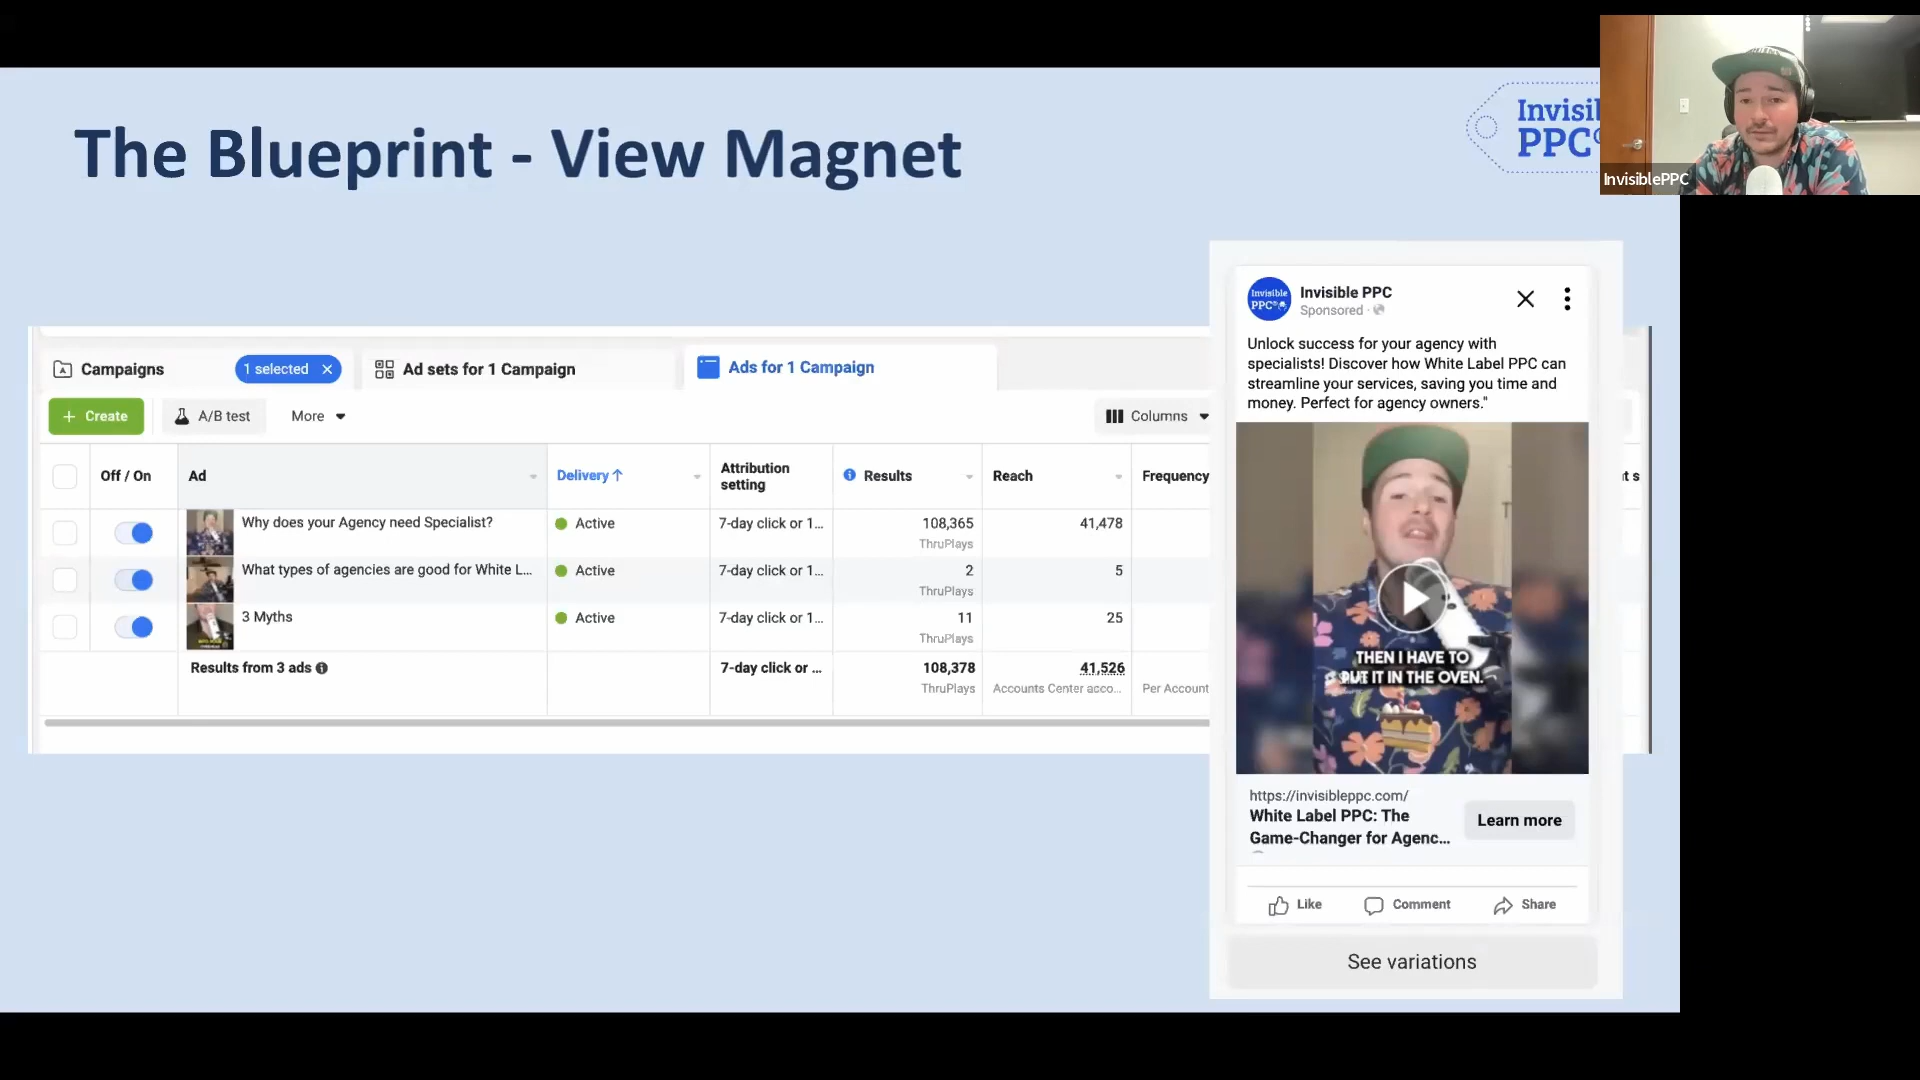 The Blueprint - View Magnet
Invisi
PPC®
InvisiblePPC
Campaigns
1 selected
Ad sets for 1 Campaign
Ads for 1 Campaign
+ Create
A/B test
More
Columns
Off / On
Ad
Delivery↑
Attribution
setting
Results
Reach
Frequency
t s
Why does your Agency need Specialist?
Active
7-day click or 1...
108,365
ThruPlays
41,478
What types of agencies are good for White L...
Active
7-day click or 1...
2
ThruPlays
5
3 Myths
Active
7-day click or 1...
11
ThruPlays
25
Results from 3 ads
7-day click or ...
108,378
ThruPlays
41,526
Accounts Center acco...
Per Account
Invisible
PPC®
Invisible PPC
Sponsored ·
Unlock success for your agency with
specialists! Discover how White Label PPC can
streamline your services, saving you time and
money. Perfect for agency owners."
THEN I HAVE TO
PUT IT IN THE OVEN.
https://invisibleppc.com/
White Label PPC: The
Game-Changer for Agenc...
Learn more
Like
Comment
Share
See variations